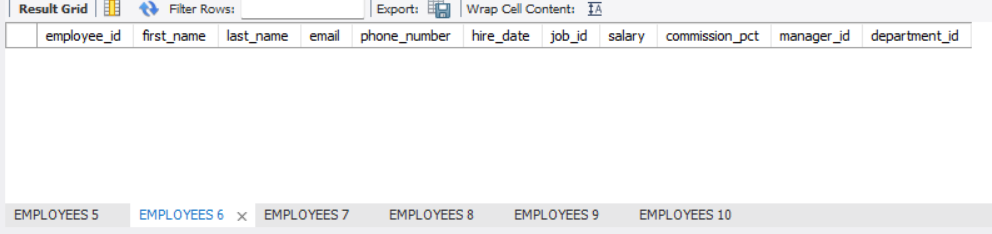 Result Grid Filter Rows: Export: Wrap Cell Content: IA
employee_id first_name last_name email phone_number hire_date job_id salary commission_pct manager_id department_id
EMPLOYEES 5 EMPLOYEES 6 × EMPLOYEES 7 EMPLOYEES 8 EMPLOYEES 9 EMPLOYEES 10